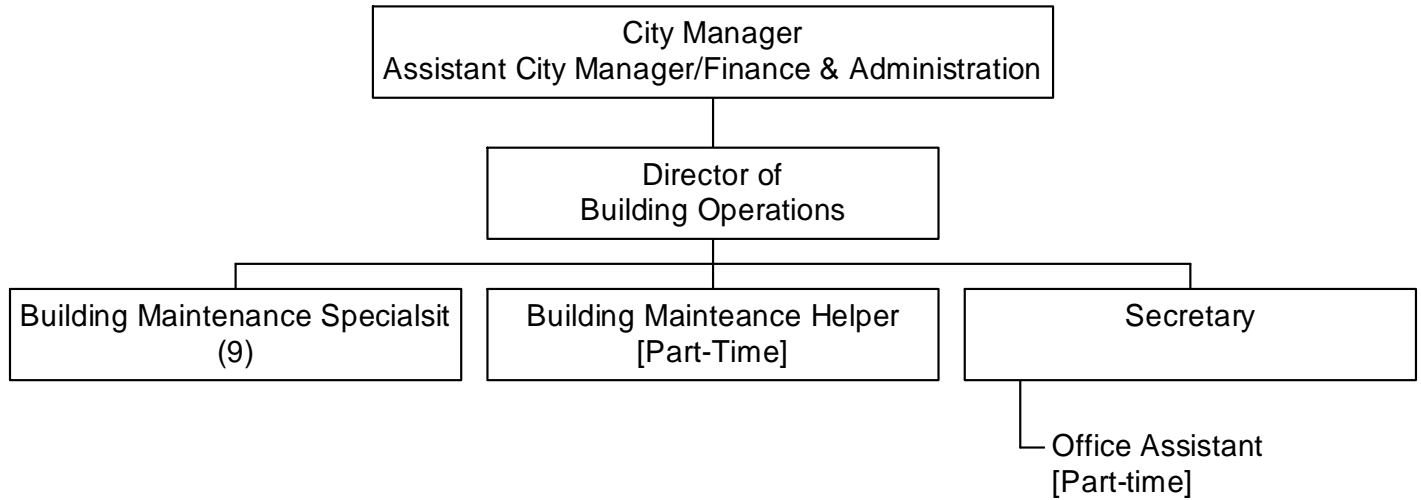 City Manager
Assistant City Manager/Finance & Administration
Director of
Building Operations
Building Maintenance Specialsit
(9)
Building Mainteance Helper
[Part-Time]
Secretary
Office Assistant
[Part-time]